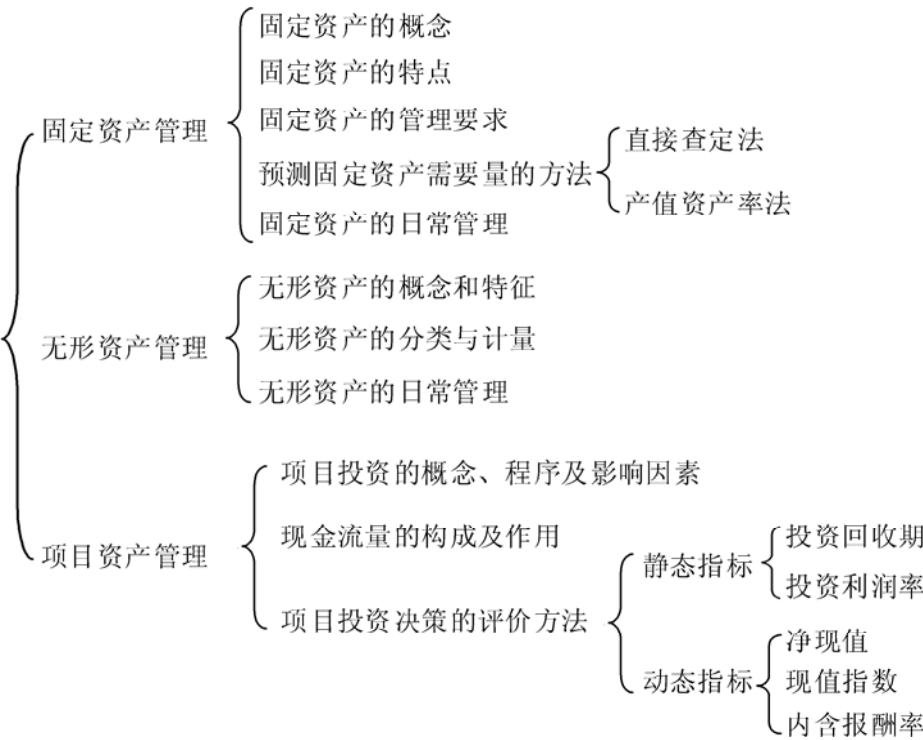 固定资产管理
固定资产的概念
固定资产的特点
固定资产的管理要求
预测固定资产需要量的方法
直接查定法
产值资产率法
固定资产的日常管理
无形资产管理
无形资产的概念和特征
无形资产的分类与计量
无形资产的日常管理
项目资产管理
项目投资的概念、程序及影响因素
现金流量的构成及作用
项目投资决策的评价方法
静态指标
投资回收期
投资利润率
动态指标
净现值
现值指数
内含报酬率